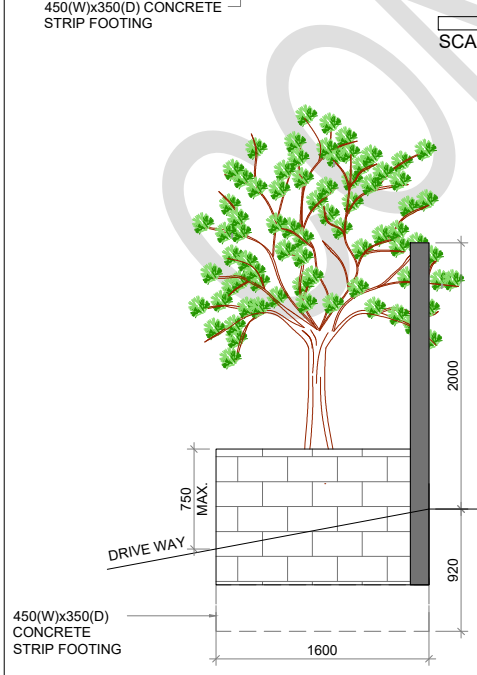 450(W)x350(D) CONCRETE
STRIP FOOTING
SCA
2000
750
MAX.
DRIVE WAY
920
450(W)x350(D)
CONCRETE
STRIP FOOTING
1600